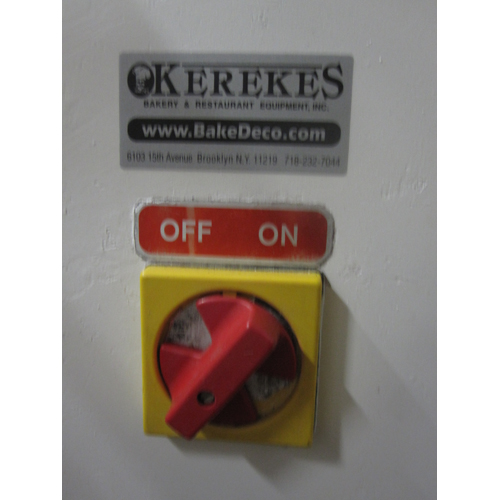 KEREKES
BAKERY & RESTAURANT EQUIPMENT, INC.
www.BakeDeco.com
6103 15th Avenue Brooklyn N.Y. 11219 718-232-7044
OFF ON